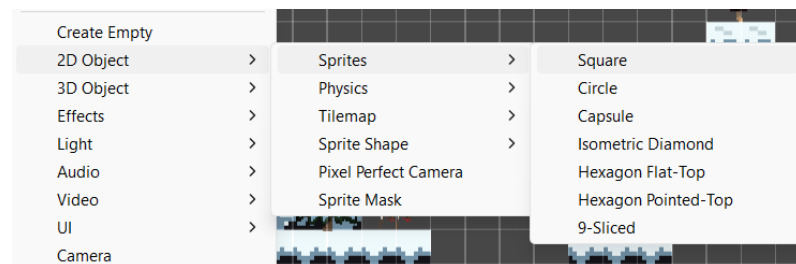 Create Empty
2D Object
3D Object
Effects
Light
Audio
Video
UI
Camera
Sprites
Physics
Tilemap
Sprite Shape
Pixel Perfect Camera
Sprite Mask
Square
Circle
Capsule
Isometric Diamond
Hexagon Flat-Top
Hexagon Pointed-Top
9-Sliced